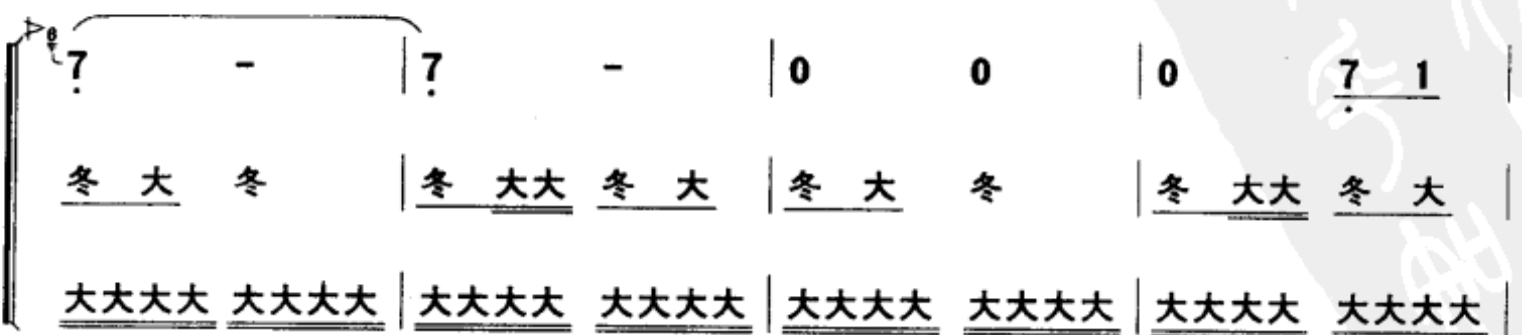 6 7 - | 7 - | 0 0 | 0 7 1 |
冬 大 冬 | 冬 大大 冬 大 | 冬 大 冬 | 冬 大大 冬 大 |
大大大大 大大大大 | 大大大大 大大大大 | 大大大大 大大大大 | 大大大大 大大大大 |